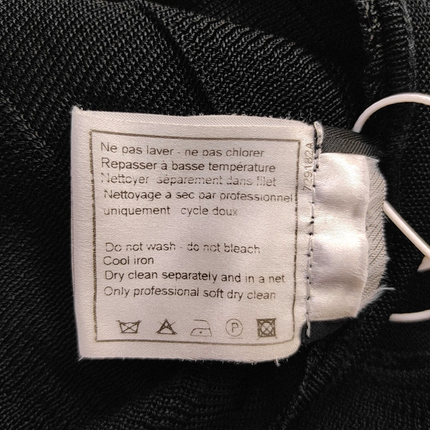 Ne pas laver - ne pas chlorer
Repasser à basse température
Nettoyer séparement dans filet
Nettoyage à sec par professionnel
uniquement - cycle doux
Do not wash - do not bleach
Cool iron
Dry clean separately and in a net
Only professional soft dry clean
P
729182A